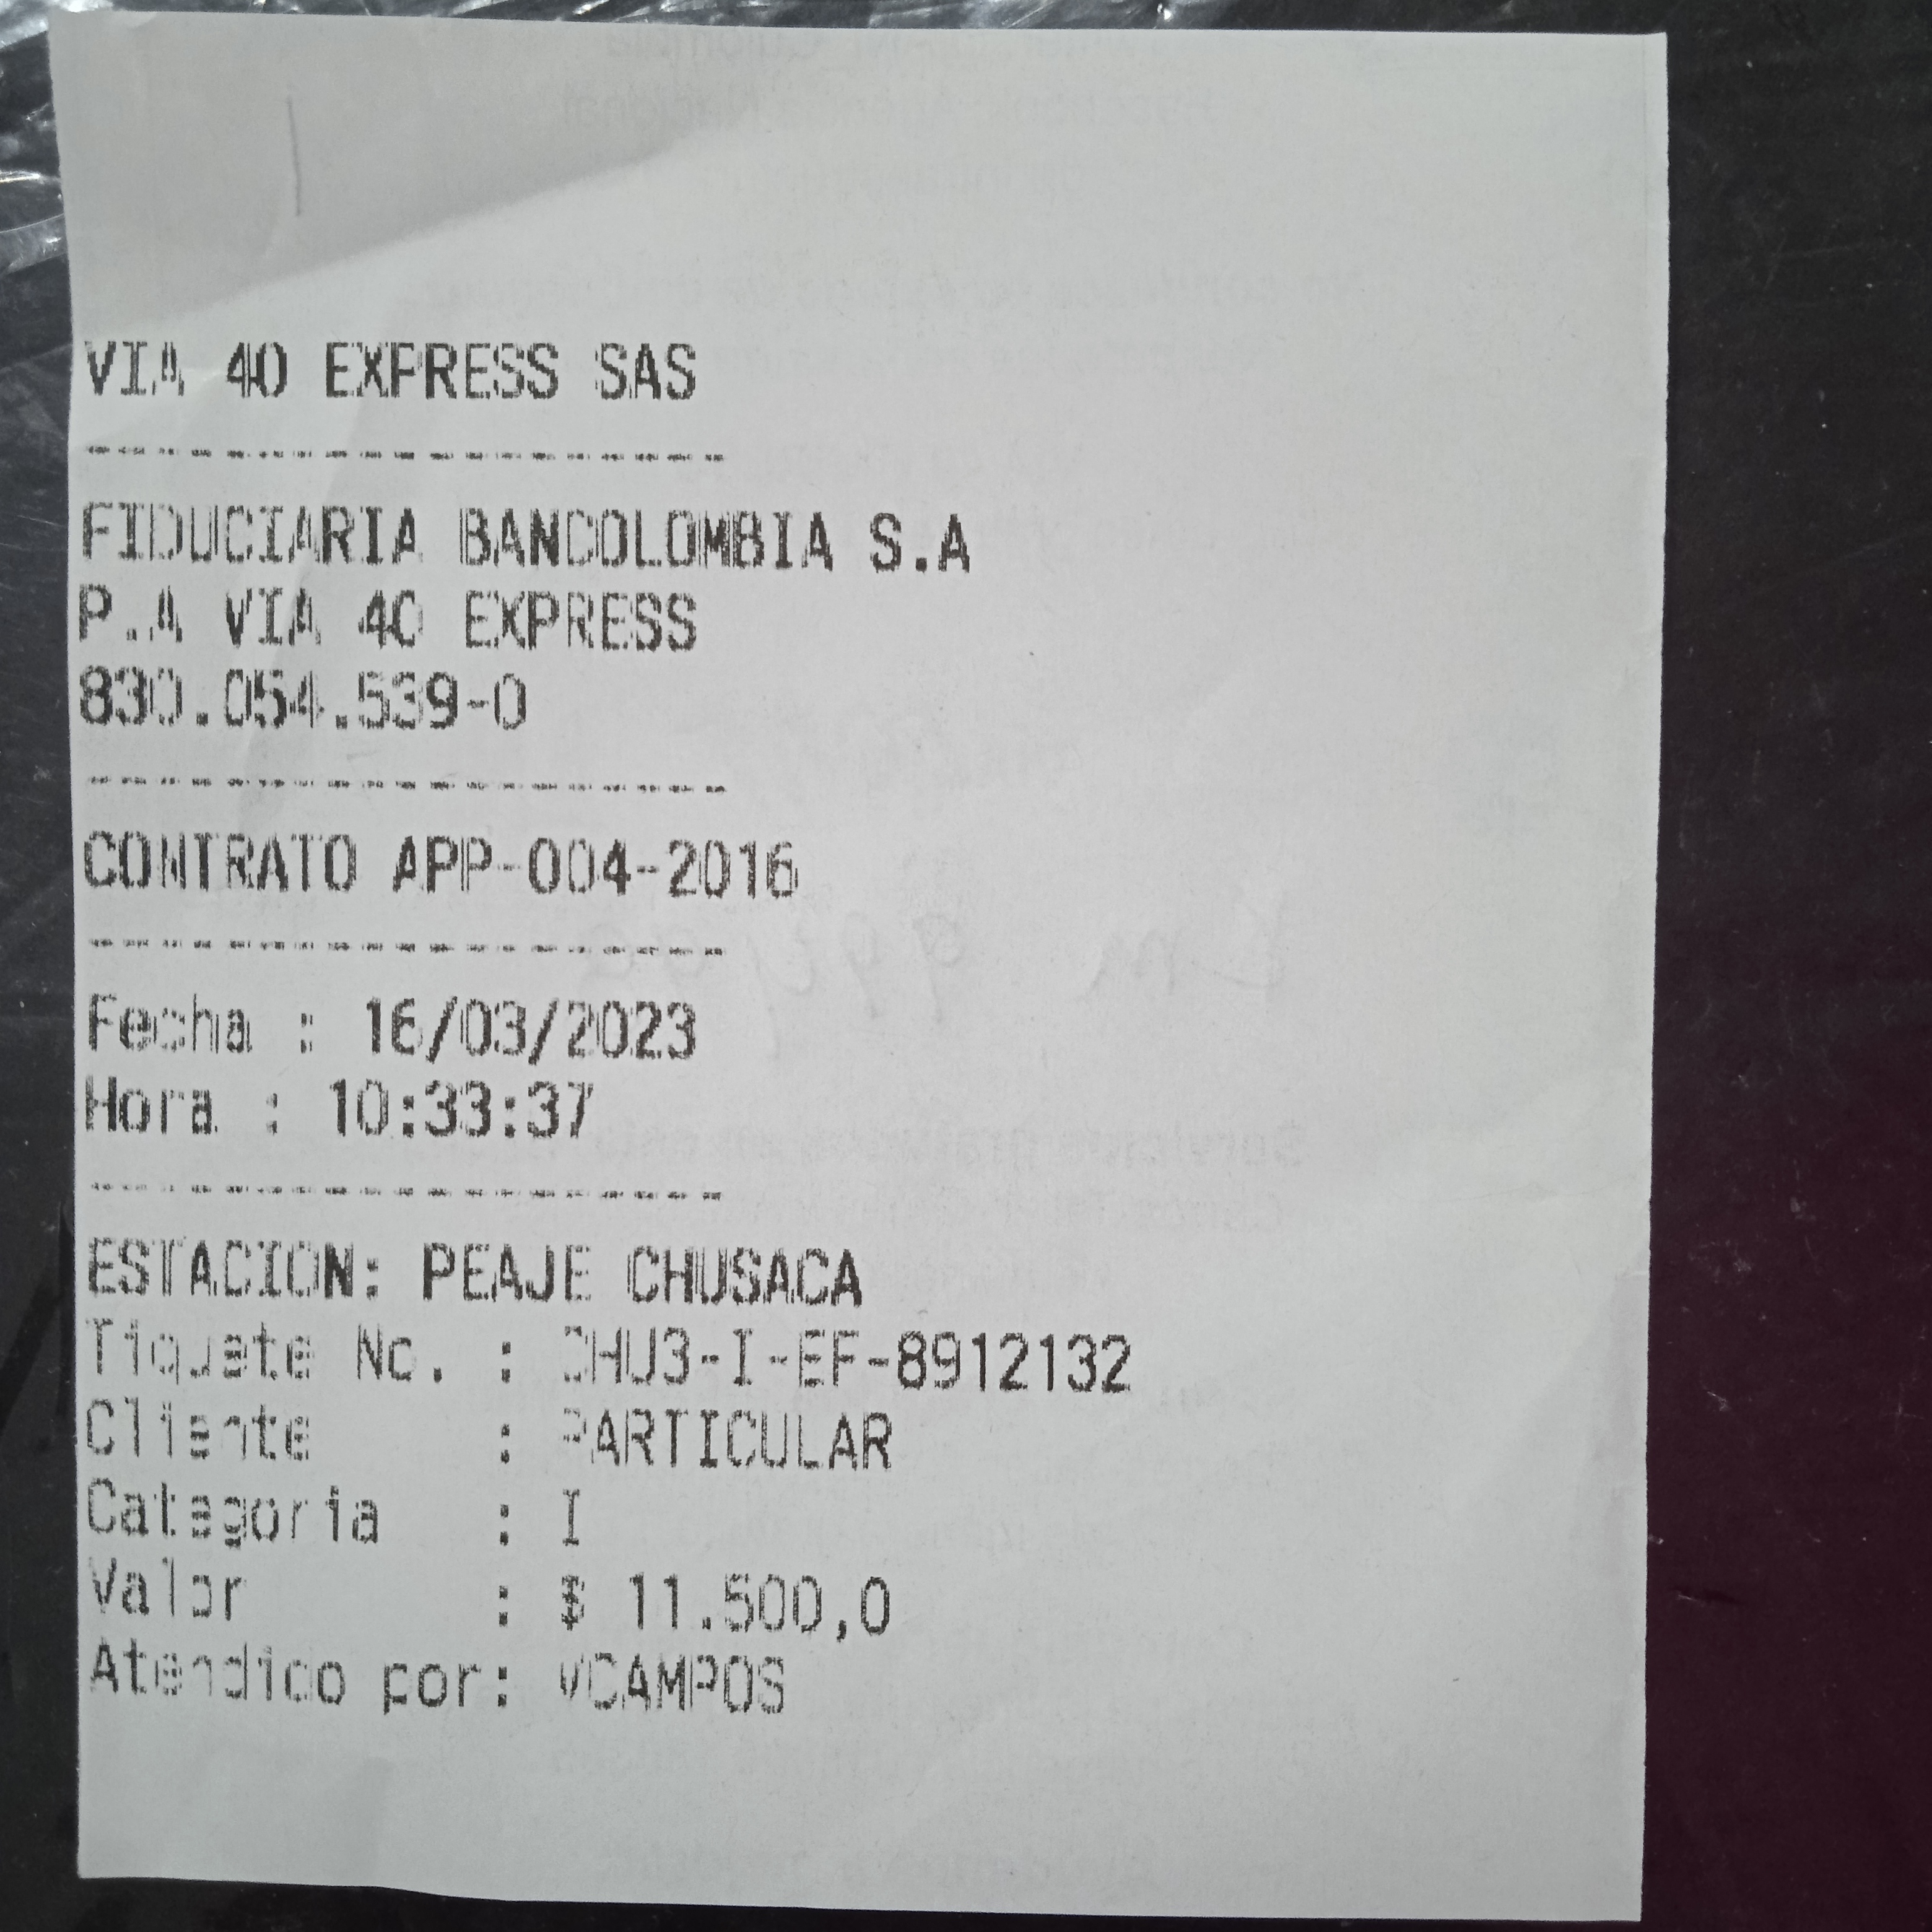 VIA 40 EXPRESS SAS
-------------------
FIDUCIARIA BANCOLOMBIA S.A
P.A VIA 40 EXPRESS
830.054.539-0
-------------------
CONTRATO APP-004-2016
-------------------
Fecha : 16/03/2023
Hora : 10:33:37
-------------------
ESTACION: PEAJE CHUSACA
Tiquete No. : CHU3-I-EF-8912132
Cliente : PARTICULAR
Categoria : I
Valor : $ 11.500,0
Atendido por: VCAMPOS